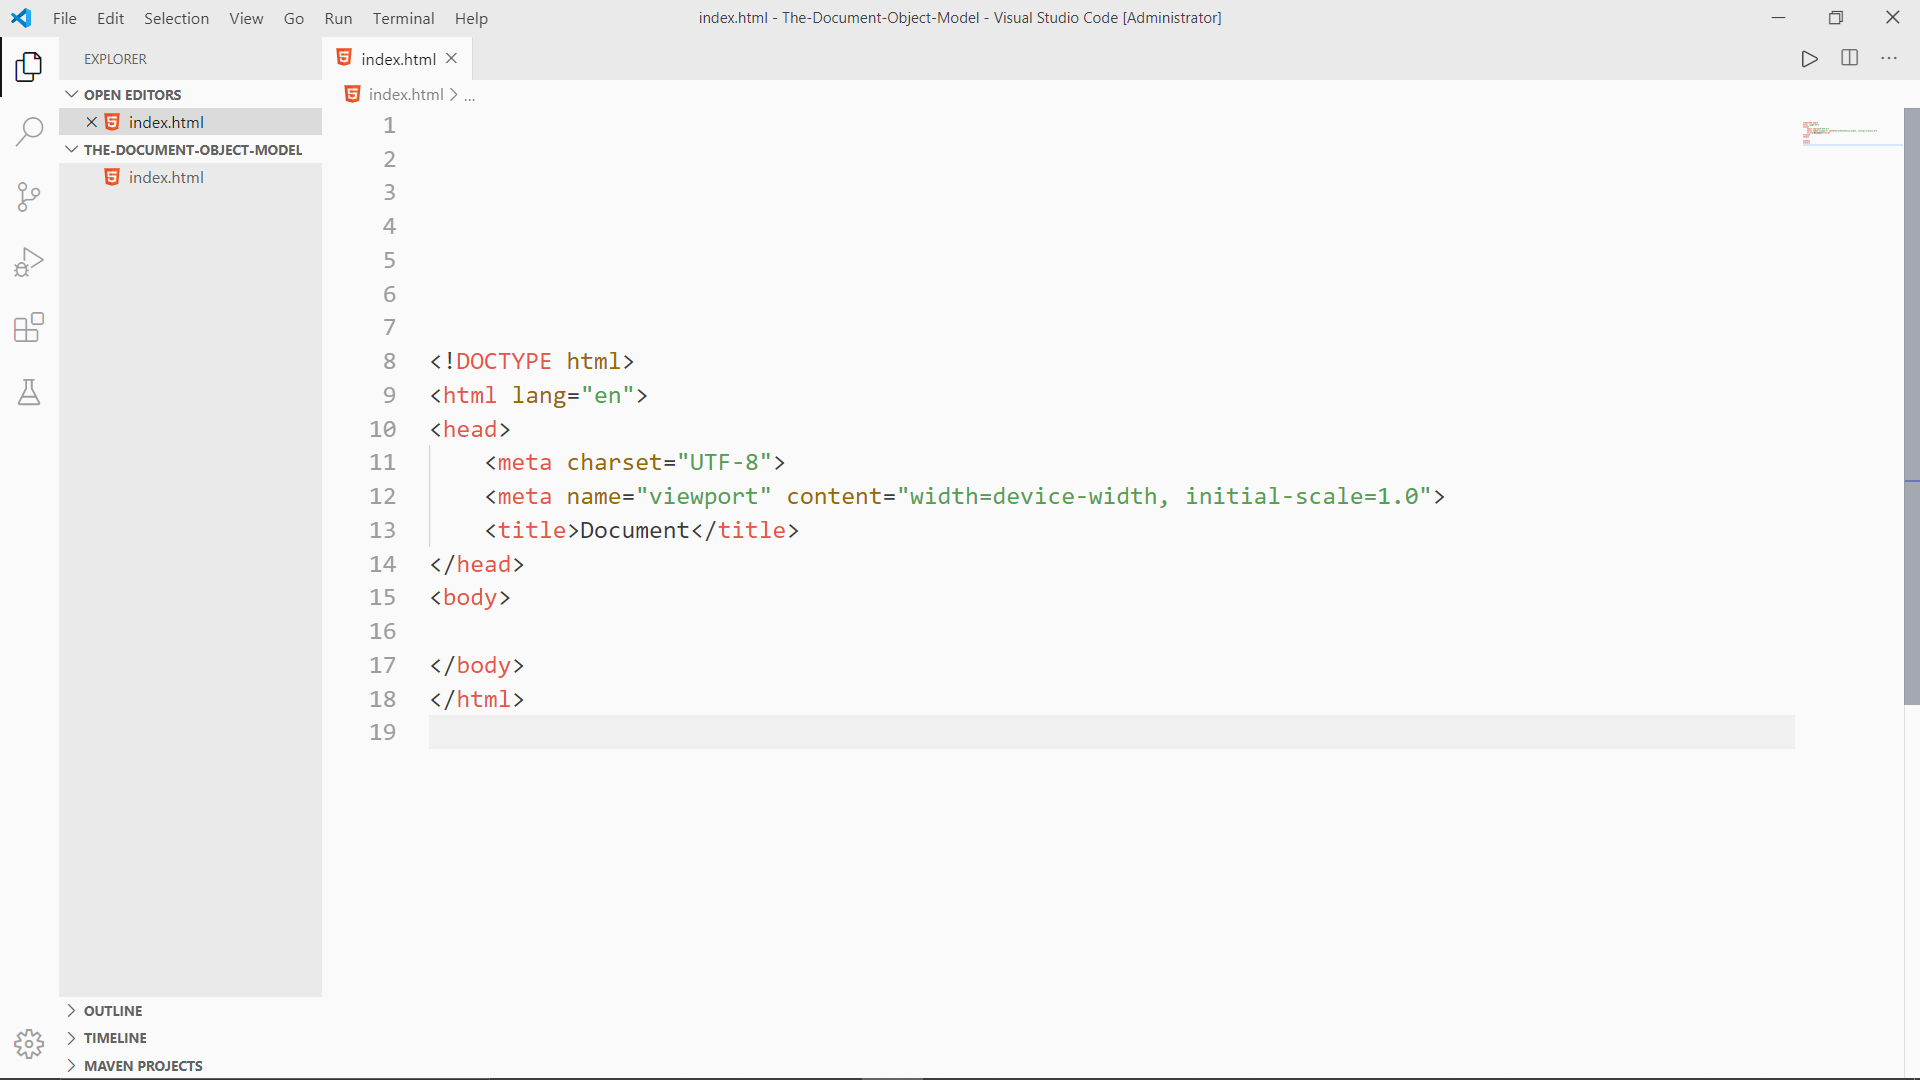 File Edit Selection View Go Run Terminal Help
index.html - The-Document-Object-Model - Visual Studio Code [Administrator]
EXPLORER
OPEN EDITORS
index.html
THE-DOCUMENT-OBJECT-MODEL
index.html
OUTLINE
TIMELINE
MAVEN PROJECTS
index.html
index.html > ...
1
2
3
4
5
6
7
8 <!DOCTYPE html>
9 <html lang="en">
10 <head>
11     <meta charset="UTF-8">
12     <meta name="viewport" content="width=device-width, initial-scale=1.0">
13     <title>Document</title>
14 </head>
15 <body>
16
17 </body>
18 </html>
19